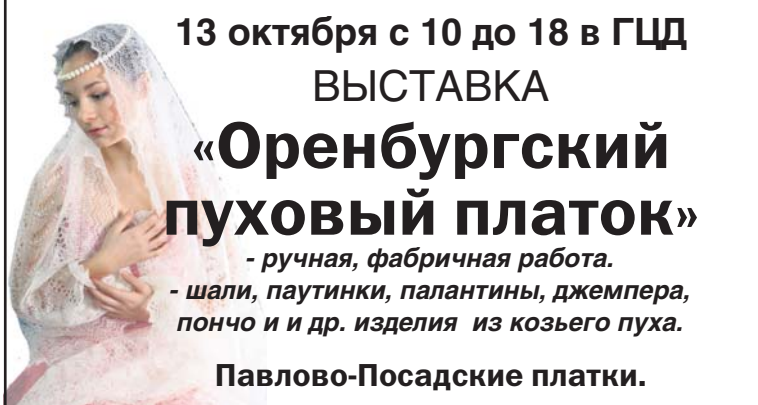 13 октября с 10 до 18 в ГЦД
ВЫСТАВКА
«Оренбургский
пуховый платок»
- ручная, фабричная работа.
- шали, паутинки, палантины, джемпера,
пончо и и др. изделия из козьего пуха.
Павлово-Посадские платки.